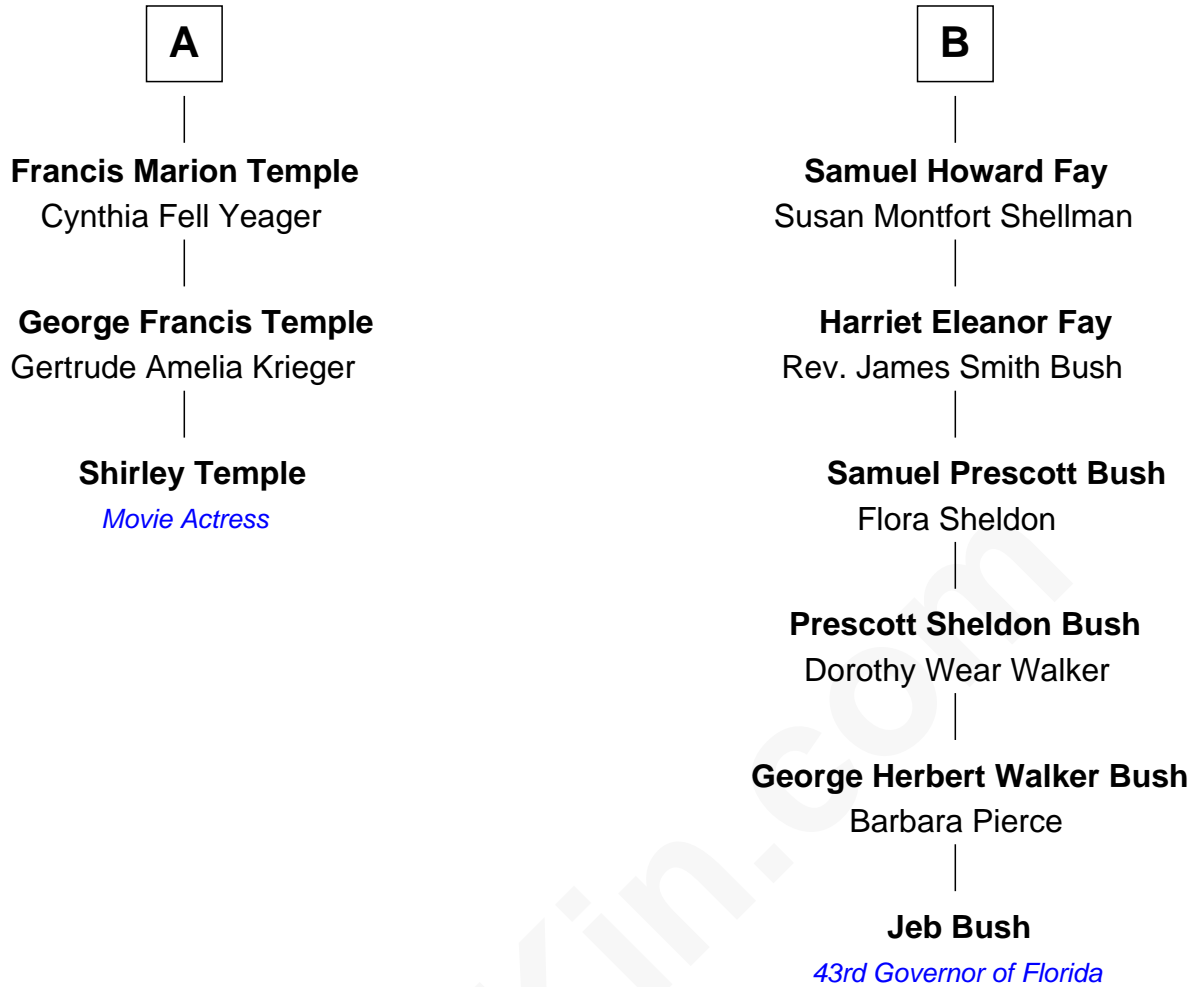 A
Francis Marion Temple
Cynthia Fell Yeager
George Francis Temple
Gertrude Amelia Krieger
Shirley Temple
Movie Actress
B
Samuel Howard Fay
Susan Montfort Shellman
Harriet Eleanor Fay
Rev. James Smith Bush
Samuel Prescott Bush
Flora Sheldon
Prescott Sheldon Bush
Dorothy Wear Walker
George Herbert Walker Bush
Barbara Pierce
Jeb Bush
43rd Governor of Florida
Kin.com